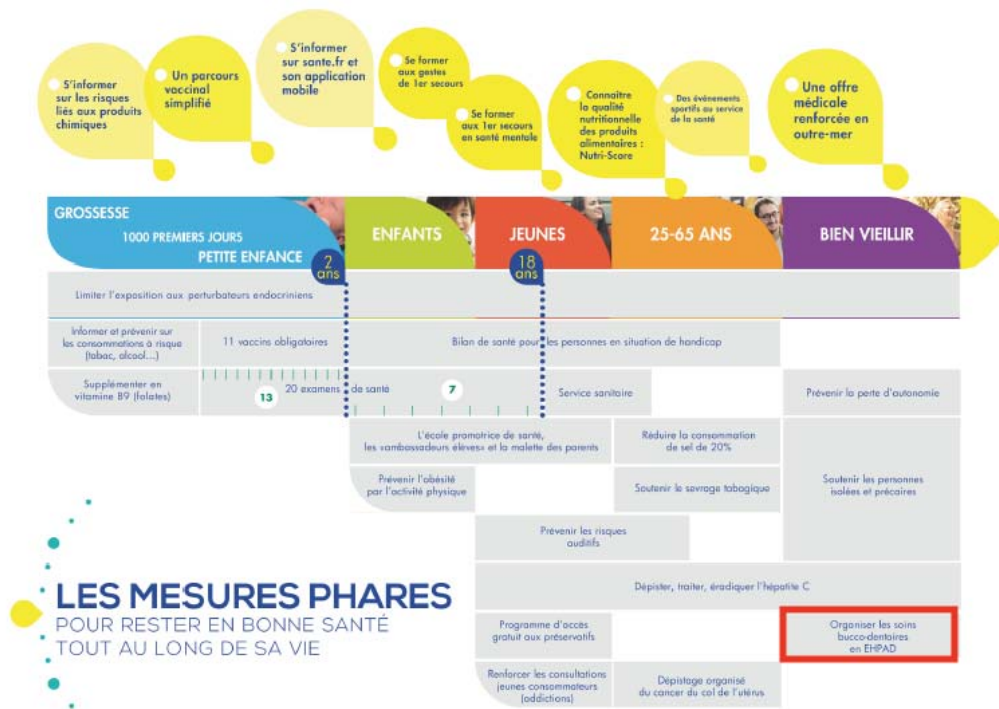 S'informer
sur les risques
liés aux produits
chimiques
Un parcours
vaccinal
simplifié
S'informer
sur sante.fr et
son application
mobile
Se former
aux gestes
de 1er secours
Se former
aux 1er secours
en santé mentale
Connaître
la qualité
nutritionnelle
des produits
alimentaires :
Nutri-Score
Des événements
sportifs au service
de la santé
Une offre
médicale
renforcée en
outre-mer
GROSSESSE
1000 PREMIERS JOURS
PETITE ENFANCE
2
ans
ENFANTS
JEUNES
18
ans
25-65 ANS
BIEN VIEILLIR
Limiter l'exposition aux perturbateurs endocriniens
Informer et prévenir sur
les consommations à risque
(tabac, alcool...)
11 vaccins obligatoires
Bilan de santé pour les personnes en situation de handicap
Supplémenter en
vitamine B9 (folates)
13
20 examens de santé
7
Service sanitaire
Prévenir la perte d'autonomie
L'école promotrice de santé,
les «ambassadeurs élèves» et la malette des parents
Réduire la consommation
de sel de 20%
Prévenir l'obésité
par l'activité physique
Soutenir le sevrage tabagique
Soutenir les personnes
isolées et précaires
Prévenir les risques
auditifs
Dépister, traiter, éradiquer l'hépatite C
LES MESURES PHARES
POUR RESTER EN BONNE SANTÉ
TOUT AU LONG DE SA VIE
Programme d'accès
gratuit aux préservatifs
Organiser les soins
bucco-dentaires
en EHPAD
Renforcer les consultations
jeunes consommateurs
(addictions)
Dépistage organisé
du cancer du col de l'utérus